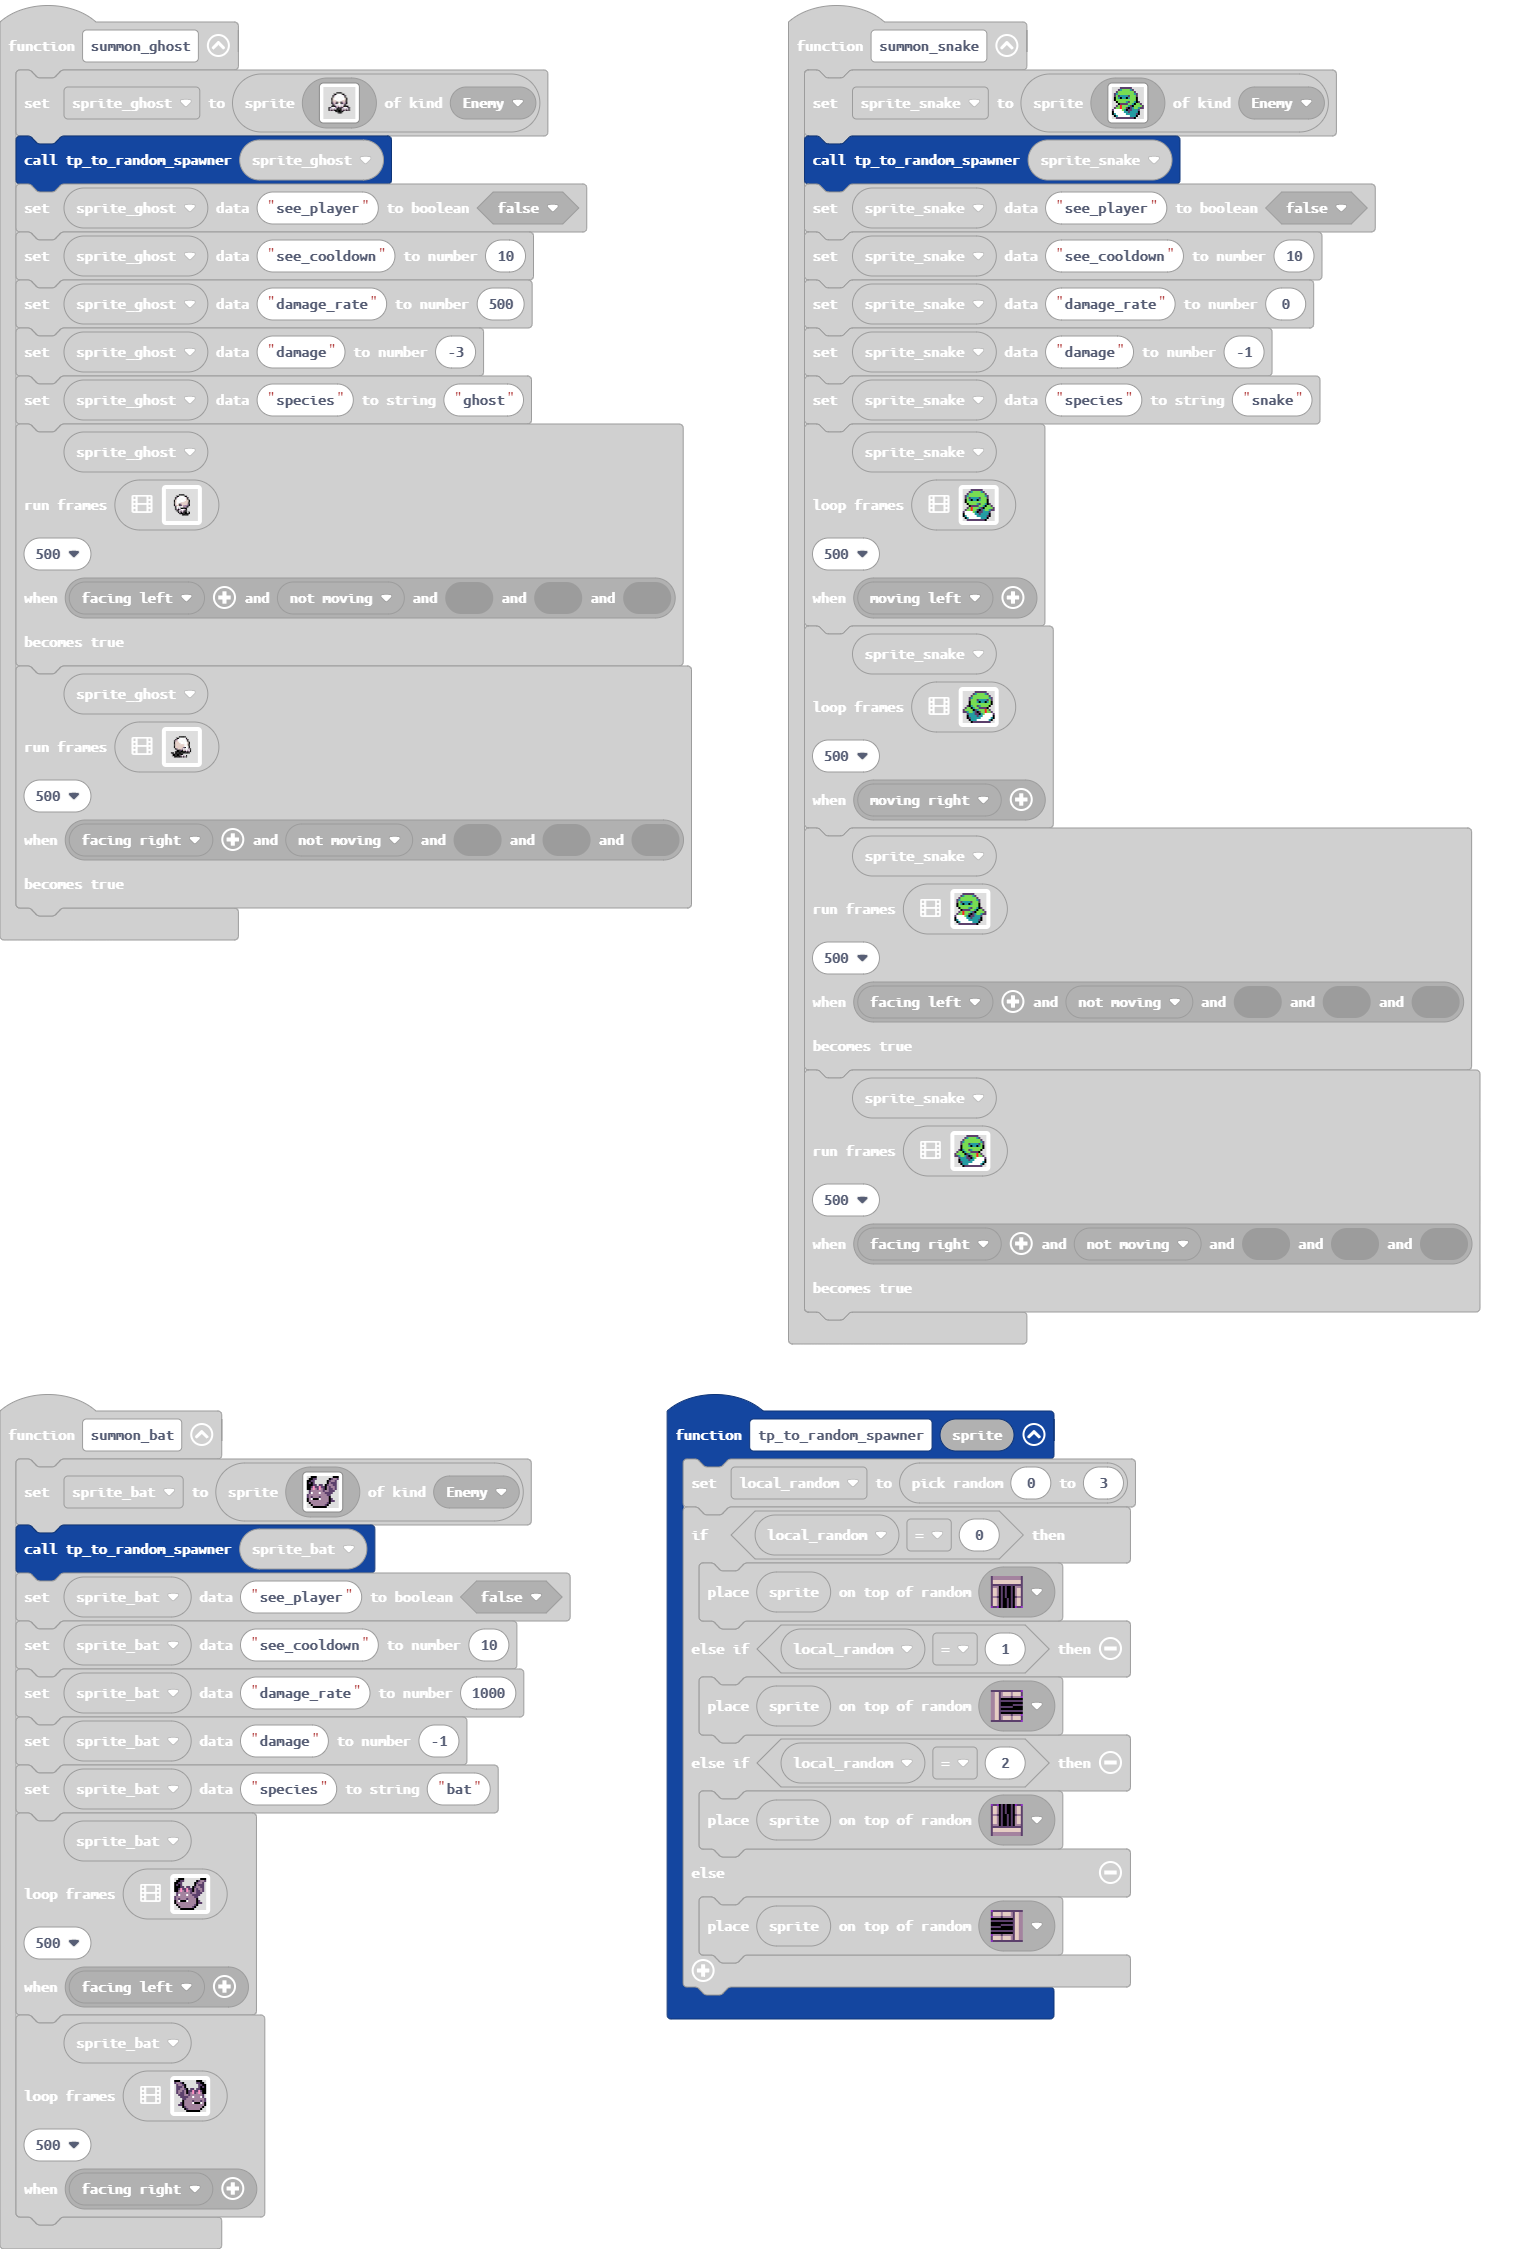 function summon_ghost
set sprite_ghost to sprite of kind Enemy
call tp_to_random_spawner sprite_ghost
set sprite_ghost data "see_player" to boolean false
set sprite_ghost data "see_cooldown" to number 10
set sprite_ghost data "damage_rate" to number 500
set sprite_ghost data "damage" to number -3
set sprite_ghost data "species" to string "ghost"
sprite_ghost
run frames
500
when facing left and not moving and and and
becomes true
sprite_ghost
run frames
500
when facing right and not moving and and and
becomes true
function summon_snake
set sprite_snake to sprite of kind Enemy
call tp_to_random_spawner sprite_snake
set sprite_snake data "see_player" to boolean false
set sprite_snake data "see_cooldown" to number 10
set sprite_snake data "damage_rate" to number 0
set sprite_snake data "damage" to number -1
set sprite_snake data "species" to string "snake"
sprite_snake
loop frames
500
when moving left
sprite_snake
loop frames
500
when moving right
sprite_snake
run frames
500
when facing left and not moving and and and
becomes true
sprite_snake
run frames
500
when facing right and not moving and and and
becomes true
function summon_bat
set sprite_bat to sprite of kind Enemy
call tp_to_random_spawner sprite_bat
set sprite_bat data "see_player" to boolean false
set sprite_bat data "see_cooldown" to number 10
set sprite_bat data "damage_rate" to number 1000
set sprite_bat data "damage" to number -1
set sprite_bat data "species" to string "bat"
sprite_bat
loop frames
500
when facing left
sprite_bat
loop frames
500
when facing right
function tp_to_random_spawner sprite
set local_random to pick random 0 to 3
if local_random = 0 then
place sprite on top of random
else if local_random = 1 then
place sprite on top of random
else if local_random = 2 then
place sprite on top of random
else
place sprite on top of random